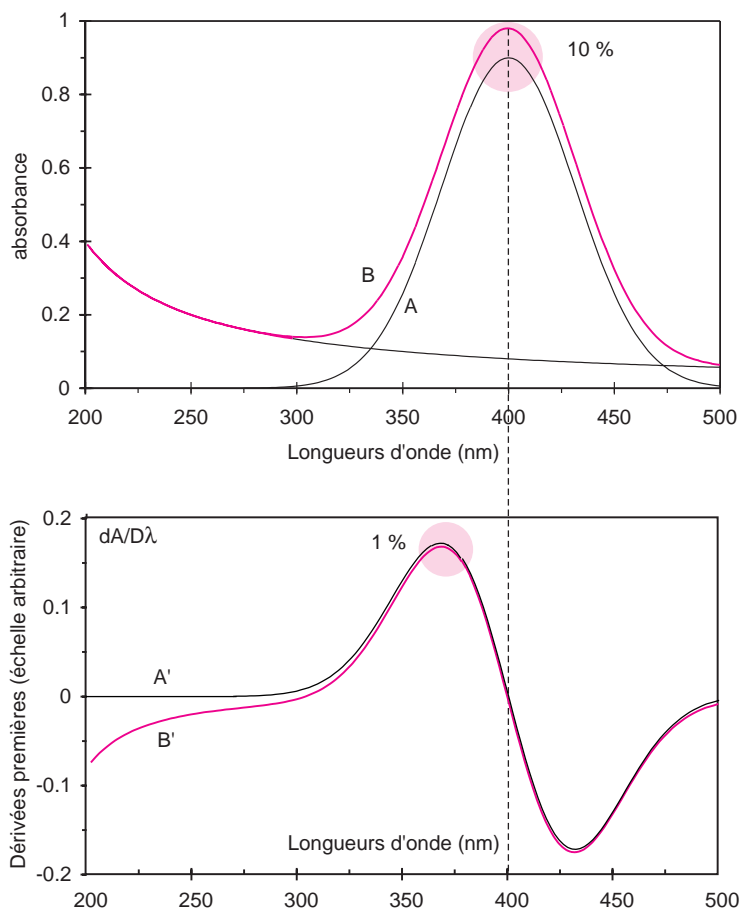 1
10 %
0.8
absorbance
0.6
0.4
B
A
0.2
0
200 250 300 350 400 450 500
Longueurs d'onde (nm)
0.2
dA/Dλ
1 %
0.1
A'
0
B'
-0.1
Dérivées premières (échelle arbitraire)
Longueurs d'onde (nm)
-0.2
200 250 300 350 400 450 500